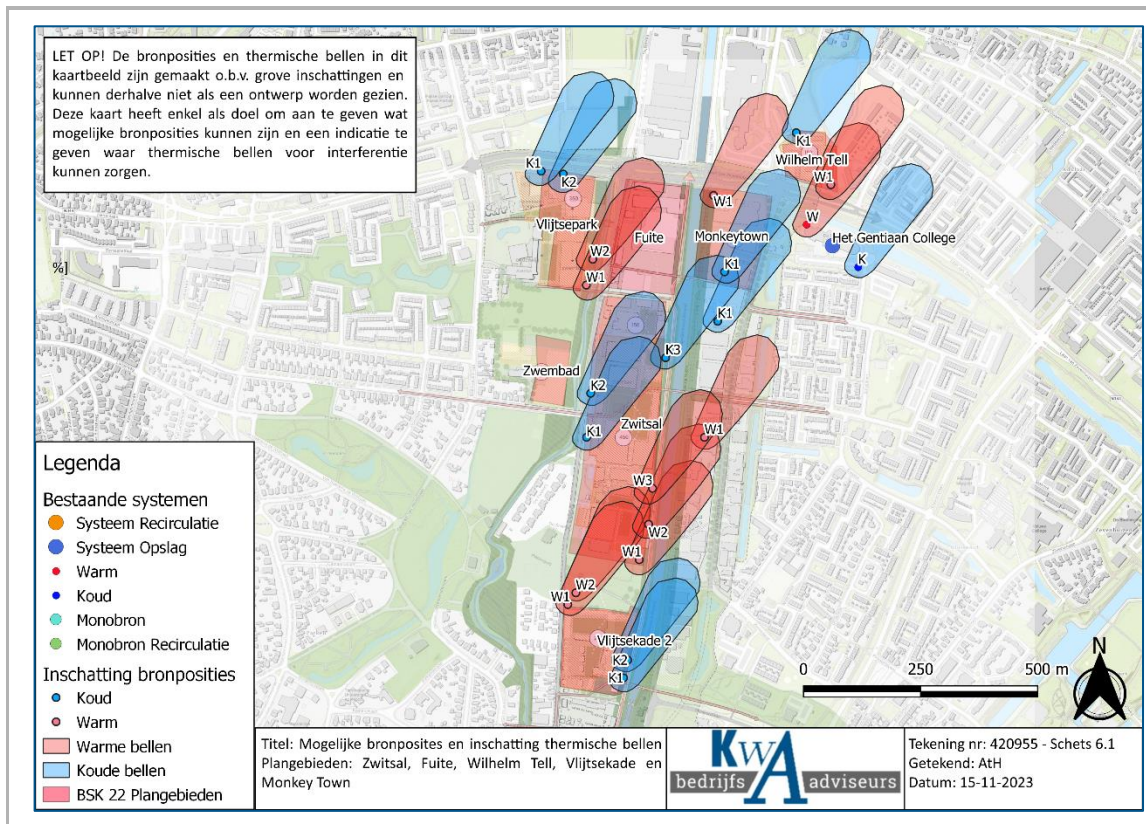 LET OP! De bronposities en thermische bellen in dit
kaartbeeld zijn gemaakt o.b.v. grove inschattingen en
kunnen derhalve niet als een ontwerp worden gezien.
Deze kaart heeft enkel als doel om aan te geven wat
mogelijke bronposities kunnen zijn en een indicatie te
geven waar thermische bellen voor interferentie
kunnen zorgen.
K1
K2
K1
Wilhelm Tell
W1
W1
W
Vlijtsepark
Fuite
Monkeytown
Het Gentiaan College
W2
W1
K1
K
%]
K1
K3
Zwembad
K2
Zwitsal
K1
W1
W3
W2
W1
W2
W1
Vlijtsekade 2
K2
K1
Legenda
Bestaande systemen
Systeem Recirculatie
Systeem Opslag
Warm
Koud
Monobron
Monobron Recirculatie
Inschatting bronposities
Koud
Warm
Warme bellen
Koude bellen
BSK 22 Plangebieden
N
0 250 500 m
Titel: Mogelijke bronposites en inschatting thermische bellen
Plangebieden: Zwitsal, Fuite, Wilhelm Tell, Vlijtsekade en
Monkey Town
KWA
bedrijfs adviseurs
Tekening nr: 420955 - Schets 6.1
Getekend: AtH
Datum: 15-11-2023